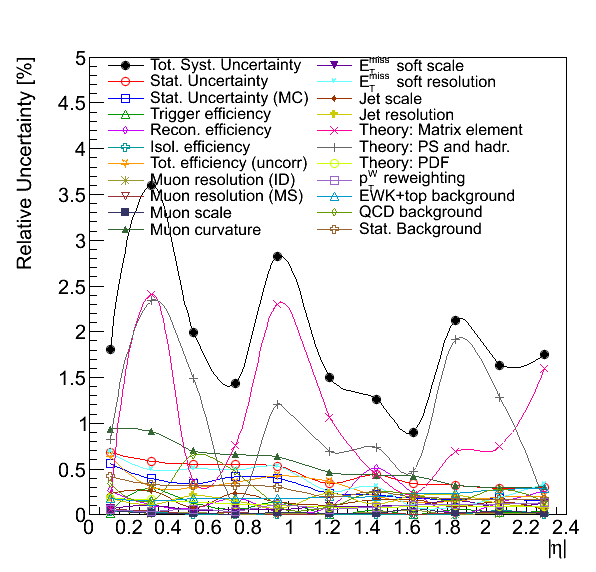 Relative Uncertainty [%]
5
4.5
4
3.5
3
2.5
2
1.5
1
0.5
0
Tot. Syst. Uncertainty
Stat. Uncertainty
Stat. Uncertainty (MC)
Trigger efficiency
Recon. efficiency
Isol. efficiency
Tot. efficiency (uncorr)
Muon resolution (ID)
Muon resolution (MS)
Muon scale
Muon curvature
E_T^miss soft scale
E_T^miss soft resolution
Jet scale
Jet resolution
Theory: Matrix element
Theory: PS and hadr.
Theory: PDF
p_T^W reweighting
EWK+top background
QCD background
Stat. Background
0 0.2 0.4 0.6 0.8 1 1.2 1.4 1.6 1.8 2 2.2 2.4
|η|